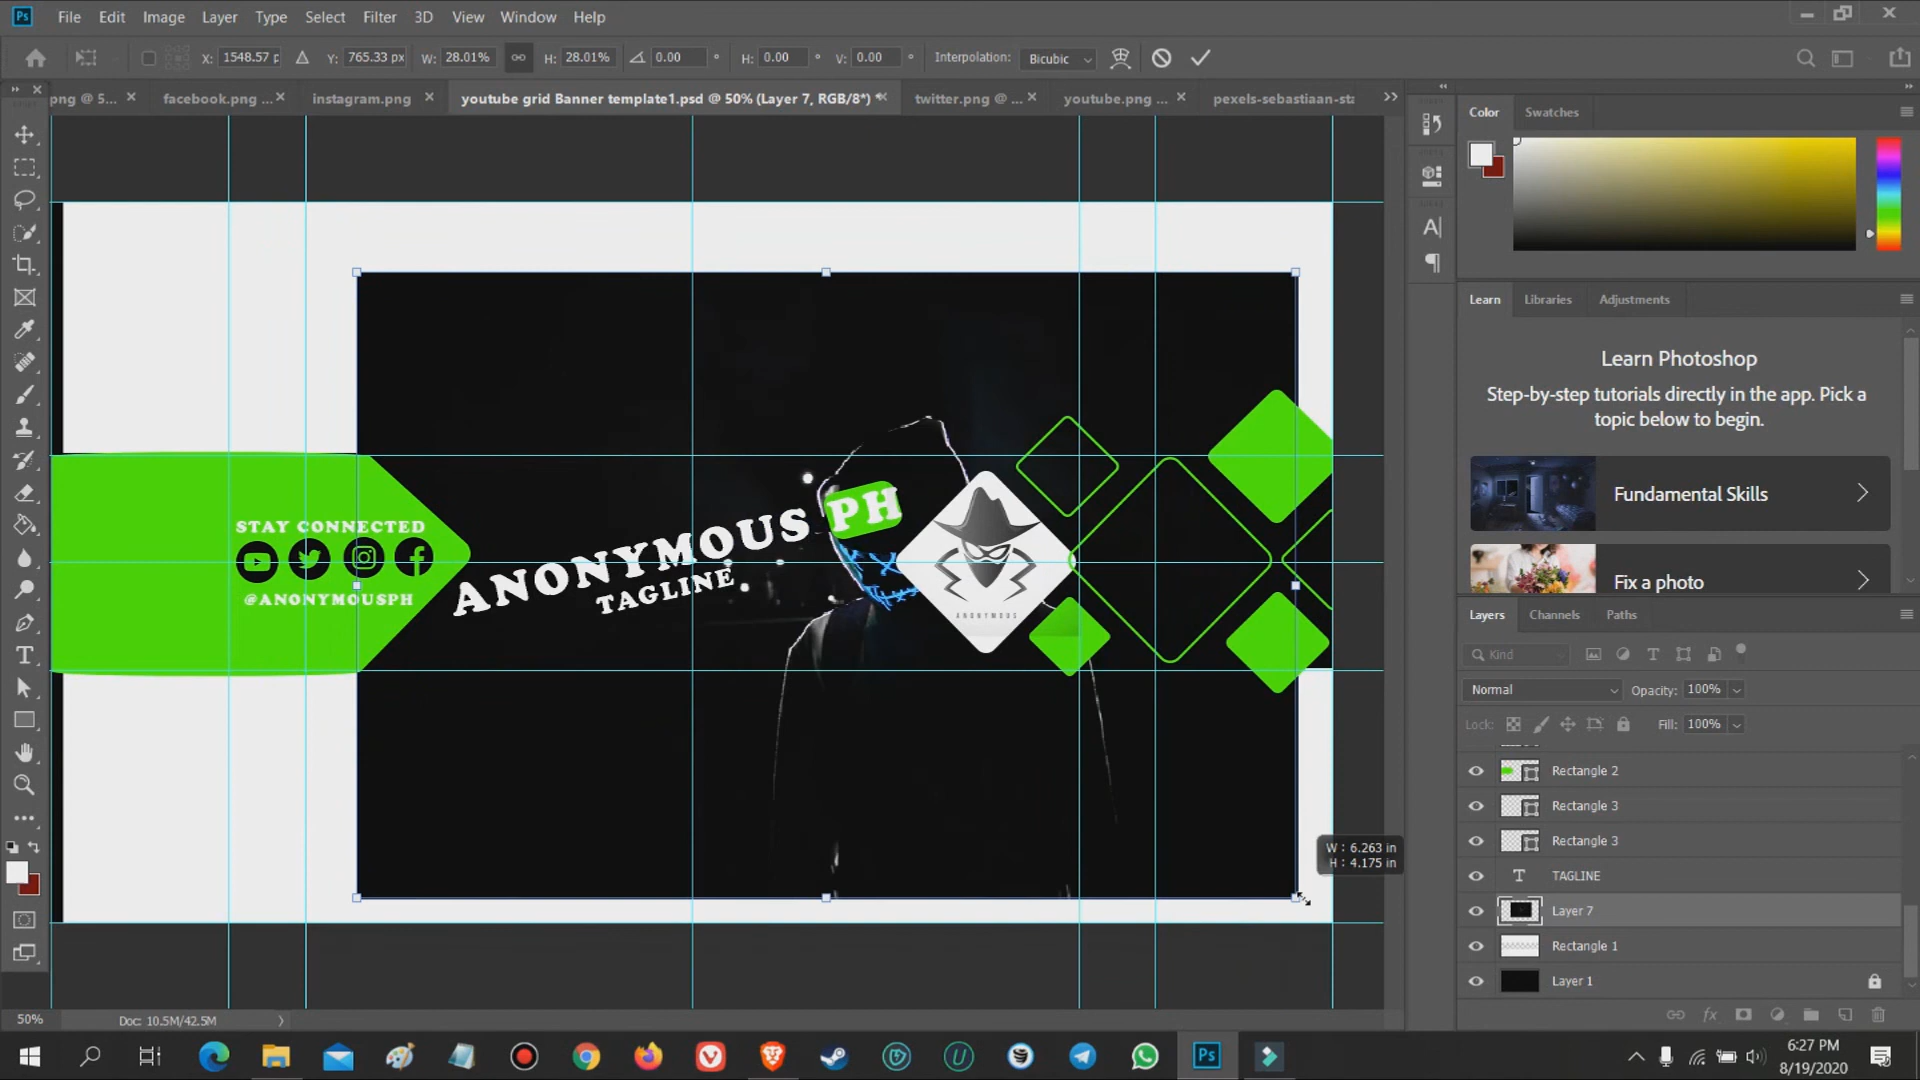 Ps File Edit Image Layer Type Select Filter 3D View Window Help
X: 1548.57 p Y: 765.33 px W: 28.01% H: 28.01% 0.00 ° H: 0.00 ° V: 0.00 ° Interpolation: Bicubic
png @ 5... facebook.png ... instagram.png youtube grid Banner template1.psd @ 50% (Layer 7, RGB/8*) * twitter.png @ ... youtube.png ... pexels-sebastiaan-sta
Color Swatches
Learn Libraries Adjustments
Learn Photoshop
Step-by-step tutorials directly in the app. Pick a
topic below to begin.
Fundamental Skills
Fix a photo
STAY CONNECTED
@ANONYMOUSPH
ANONYMOUS PH
TAGLINE
ANONYMOUS
W: 6.263 in
H: 4.175 in
Layers Channels Paths
Kind
Normal Opacity: 100%
Lock: Fill: 100%
Rectangle 2
Rectangle 3
Rectangle 3
T TAGLINE
Layer 7
Rectangle 1
Layer 1
fx
50% Doc: 10.5M/42.5M
Ps
6:27 PM
8/19/2020